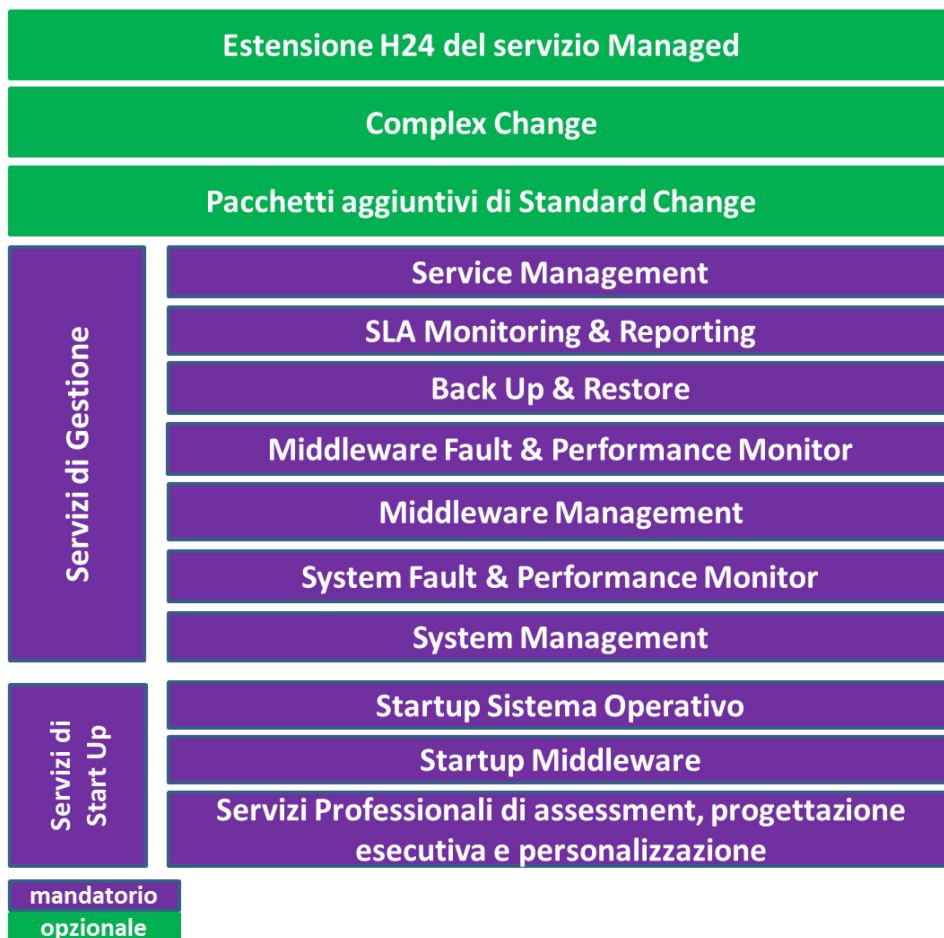 Estensione H24 del servizio Managed
Complex Change
Pacchetti aggiuntivi di Standard Change
Servizi di Gestione
Service Management
SLA Monitoring & Reporting
Back Up & Restore
Middleware Fault & Performance Monitor
Middleware Management
System Fault & Performance Monitor
System Management
Servizi di
Start Up
Startup Sistema Operativo
Startup Middleware
Servizi Professionali di assessment, progettazione
esecutiva e personalizzazione
mandatorio
opzionale